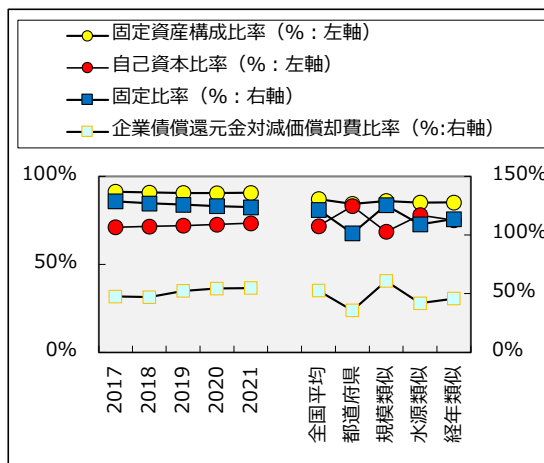 固定資産構成比率（%：左軸）
自己資本比率（%：左軸）
固定比率（%：右軸）
企業債償還元金対減価償却費比率（%:右軸）
100%
50%
0%
150%
100%
50%
0%
2017
2018
2019
2020
2021
全国平均
都道府県
規模類似
水源類似
経年類似